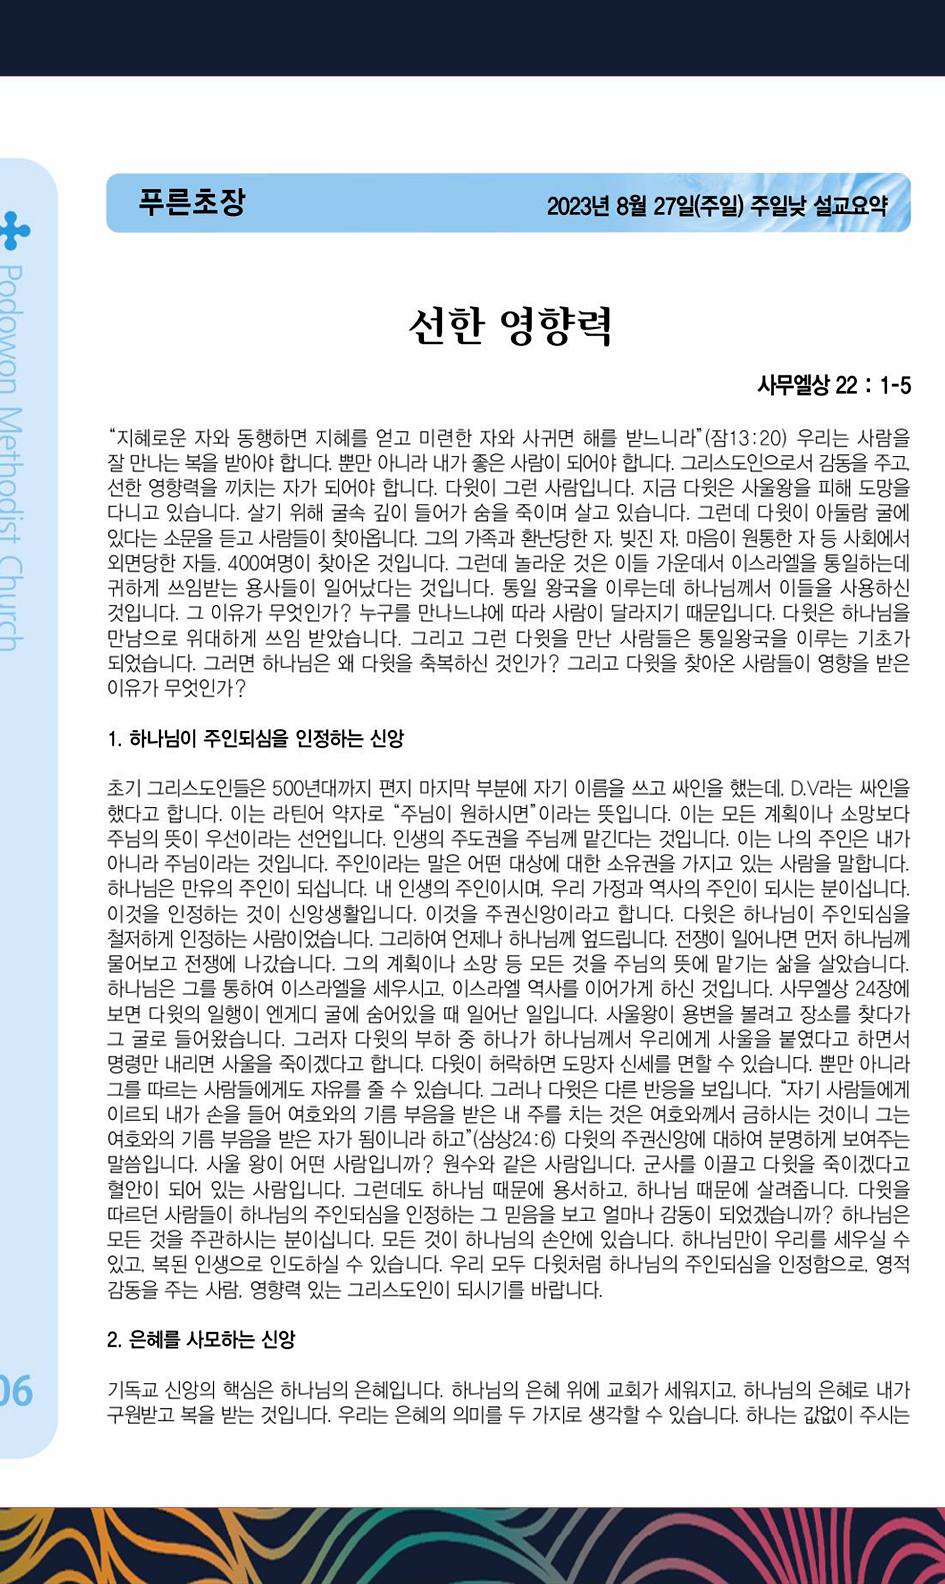 푸른초장
2023년 8월 27일(주일) 주일낮 설교요약
선한 영향력
사무엘상 22 : 1-5
“지혜로운 자와 동행하면 지혜를 얻고 미련한 자와 사귀면 해를 받느니라”(잠13:20) 우리는 사람을
잘 만나는 복을 받아야 합니다. 뿐만 아니라 내가 좋은 사람이 되어야 합니다. 그리스도인으로서 감동을 주고,
선한 영향력을 끼치는 자가 되어야 합니다. 다윗이 그런 사람입니다. 지금 다윗은 사울왕을 피해 도망을
다니고 있습니다. 살기 위해 굴속 깊이 들어가 숨을 죽이며 살고 있습니다. 그런데 다윗이 아둘람 굴에
있다는 소문을 듣고 사람들이 찾아옵니다. 그의 가족과 환난당한 자, 빚진 자, 마음이 원통한 자 등 사회에서
외면당한 자들, 400여명이 찾아온 것입니다. 그런데 놀라운 것은 이들 가운데서 이스라엘을 통일하는데
귀하게 쓰임받는 용사들이 일어났다는 것입니다. 통일 왕국을 이루는데 하나님께서 이들을 사용하신
것입니다. 그 이유가 무엇인가? 누구를 만나느냐에 따라 사람이 달라지기 때문입니다. 다윗은 하나님을
만남으로 위대하게 쓰임 받았습니다. 그리고 그런 다윗을 만난 사람들은 통일왕국을 이루는 기초가
되었습니다. 그러면 하나님은 왜 다윗을 축복하신 것인가? 그리고 다윗을 찾아온 사람들이 영향을 받은
이유가 무엇인가?
1. 하나님이 주인되심을 인정하는 신앙
초기 그리스도인들은 500년대까지 편지 마지막 부분에 자기 이름을 쓰고 싸인을 했는데, D.V라는 싸인을
했다고 합니다. 이는 라틴어 약자로 “주님이 원하시면”이라는 뜻입니다. 이는 모든 계획이나 소망보다
주님의 뜻이 우선이라는 선언입니다. 인생의 주도권을 주님께 맡긴다는 것입니다. 이는 나의 주인은 내가
아니라 주님이라는 것입니다. 주인이라는 말은 어떤 대상에 대한 소유권을 가지고 있는 사람을 말합니다.
하나님은 만유의 주인이 되십니다. 내 인생의 주인이시며, 우리 가정과 역사의 주인이 되시는 분이십니다.
이것을 인정하는 것이 신앙생활입니다. 이것을 주권신앙이라고 합니다. 다윗은 하나님이 주인되심을
철저하게 인정하는 사람이었습니다. 그리하여 언제나 하나님께 엎드립니다. 전쟁이 일어나면 먼저 하나님께
물어보고 전쟁에 나갔습니다. 그의 계획이나 소망 등 모든 것을 주님의 뜻에 맡기는 삶을 살았습니다.
하나님은 그를 통하여 이스라엘을 세우시고, 이스라엘 역사를 이어가게 하신 것입니다. 사무엘상 24장에
보면 다윗의 일행이 엔게디 굴에 숨어있을 때 일어난 일입니다. 사울왕이 용변을 볼려고 장소를 찾다가
그 굴로 들어왔습니다. 그러자 다윗의 부하 중 하나가 하나님께서 우리에게 사울을 붙였다고 하면서
명령만 내리면 사울을 죽이겠다고 합니다. 다윗이 허락하면 도망자 신세를 면할 수 있습니다. 뿐만 아니라
그를 따르는 사람들에게도 자유를 줄 수 있습니다. 그러나 다윗은 다른 반응을 보입니다. “자기 사람들에게
이르되 내가 손을 들어 여호와의 기름 부음을 받은 내 주를 치는 것은 여호와께서 금하시는 것이니 그는
여호와의 기름 부음을 받은 자가 됨이니라 하고”(삼상24:6) 다윗의 주권신앙에 대하여 분명하게 보여주는
말씀입니다. 사울 왕이 어떤 사람입니까? 원수와 같은 사람입니다. 군사를 이끌고 다윗을 죽이겠다고
혈안이 되어 있는 사람입니다. 그런데도 하나님 때문에 용서하고, 하나님 때문에 살려줍니다. 다윗을
따르던 사람들이 하나님의 주인되심을 인정하는 그 믿음을 보고 얼마나 감동이 되었겠습니까? 하나님은
모든 것을 주관하시는 분이십니다. 모든 것이 하나님의 손안에 있습니다. 하나님만이 우리를 세우실 수
있고, 복된 인생으로 인도하실 수 있습니다. 우리 모두 다윗처럼 하나님의 주인되심을 인정함으로, 영적
감동을 주는 사람, 영향력 있는 그리스도인이 되시기를 바랍니다.
2. 은혜를 사모하는 신앙
기독교 신앙의 핵심은 하나님의 은혜입니다. 하나님의 은혜 위에 교회가 세워지고, 하나님의 은혜로 내가
구원받고 복을 받는 것입니다. 우리는 은혜의 의미를 두 가지로 생각할 수 있습니다. 하나는 값없이 주시는
Podowon Methodist Church
06